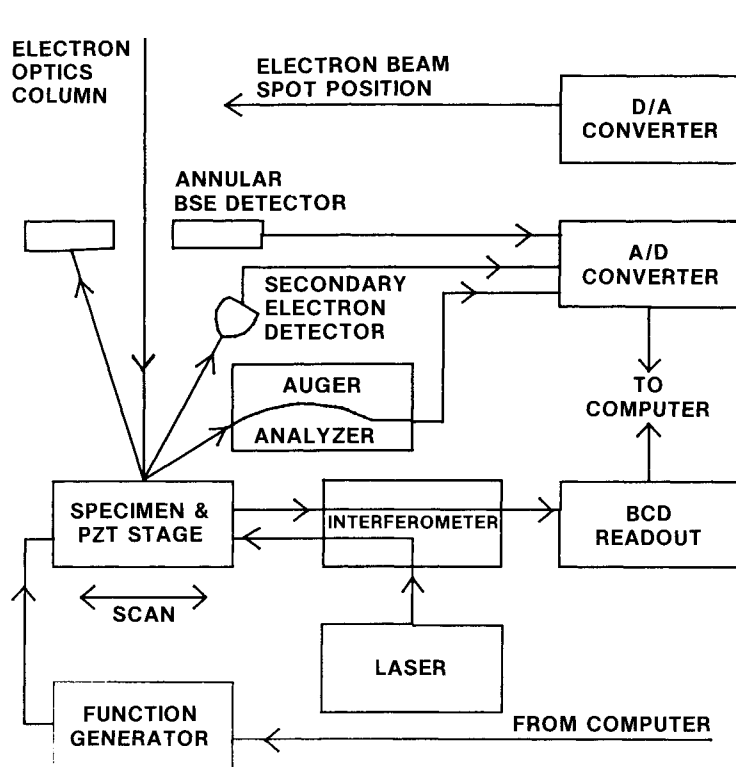 ELECTRON
OPTICS
COLUMN
ELECTRON BEAM
SPOT POSITION
D/A
CONVERTER
ANNULAR
BSE DETECTOR
A/D
CONVERTER
SECONDARY
ELECTRON
DETECTOR
AUGER
ANALYZER
TO
COMPUTER
SPECIMEN &
PZT STAGE
INTERFEROMETER
BCD
READOUT
SCAN
LASER
FUNCTION
GENERATOR
FROM COMPUTER